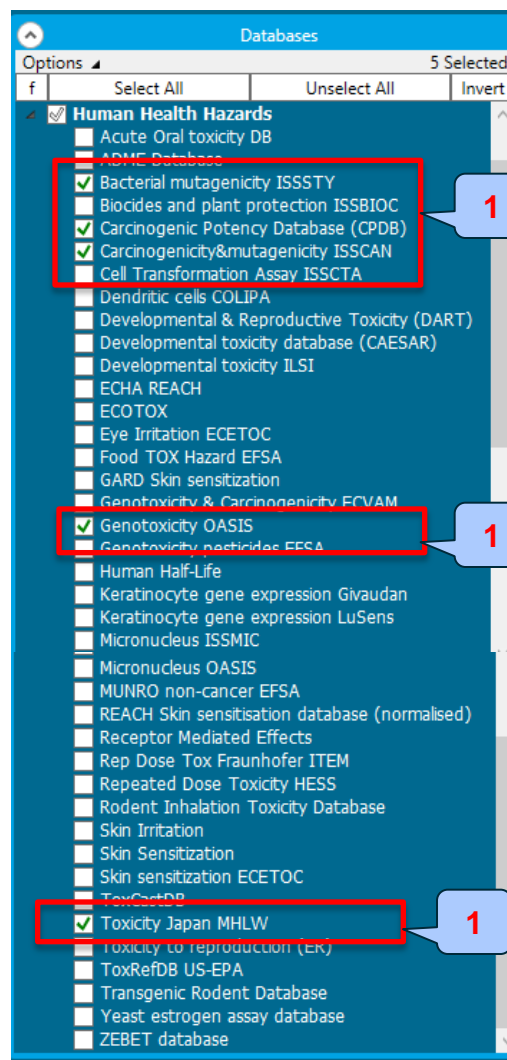 Databases
Options 5 Selected
f Select All Unselect All Invert
Human Health Hazards
Acute Oral toxicity DB
ADME Database
Bacterial mutagenicity ISSSTY
Biocides and plant protection ISSBIOC
1
Carcinogenic Potency Database (CPDB)
Carcinogenicity&mutagenicity ISSCAN
Cell Transformation Assay ISSCTA
Dendritic cells COLIPA
Developmental & Reproductive Toxicity (DART)
Developmental toxicity database (CAESAR)
Developmental toxicity ILSI
ECHA REACH
ECOTOX
Eye Irritation ECETOC
Food TOX Hazard EFSA
GARD Skin sensitization
Genotoxicity & Carcinogenicity ECVAM
Genotoxicity OASIS
1
Genotoxicity pesticides EFSA
Human Half-Life
Keratinocyte gene expression Givaudan
Keratinocyte gene expression LuSens
Micronucleus ISSMIC
Micronucleus OASIS
MUNRO non-cancer EFSA
REACH Skin sensitisation database (normalised)
Receptor Mediated Effects
Rep Dose Tox Fraunhofer ITEM
Repeated Dose Toxicity HESS
Rodent Inhalation Toxicity Database
Skin Irritation
Skin Sensitization
Skin sensitization ECETOC
ToxCastDB
Toxicity Japan MHLW
1
Toxicity to reproduction (ER)
ToxRefDB US-EPA
Transgenic Rodent Database
Yeast estrogen assay database
ZEBET database